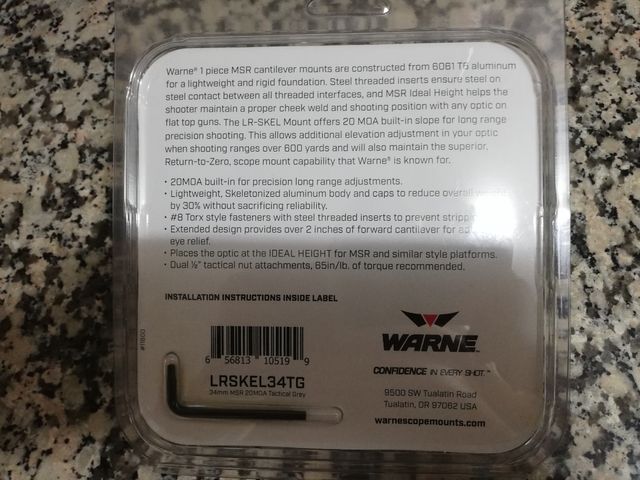 Warne® 1 piece MSR cantilever mounts are constructed from 6061 T6 aluminum
for a lightweight and rigid foundation. Steel threaded inserts ensure steel on
steel contact between all threaded interfaces, and MSR Ideal Height helps the
shooter maintain a proper cheek weld and shooting position with any optic on
flat top guns. The LR-SKEL Mount offers 20 MOA built-in slope for long range
precision shooting. This allows additional elevation adjustment in your optic
when shooting ranges over 600 yards and will also maintain the superior.
Return-to-Zero, scope mount capability that Warne® is known for.
• 20MOA built-in for precision long range adjustments.
• Lightweight, Skeletonized aluminum body and caps to reduce overall weight
by 30% without sacrificing reliability.
• #8 Torx style fasteners with steel threaded inserts to prevent
• Extended design provides over 2 inches of forward cantilever for
eye relief.
• Places the optic at the IDEAL HEIGHT for MSR and similar style platforms.
• Dual ½" tactical nut attachments, 65in/lb. of torque recommended.
INSTALLATION INSTRUCTIONS INSIDE LABEL
#11800
6 56813 10519 9
LRSKEL34TG
34mm MSR 20MOA Tactical Grey
WARNE
CONFIDENCE IN EVERY SHOT.™
9500 SW Tualatin Road
Tualatin, OR 97062 USA
warnescopemounts.com